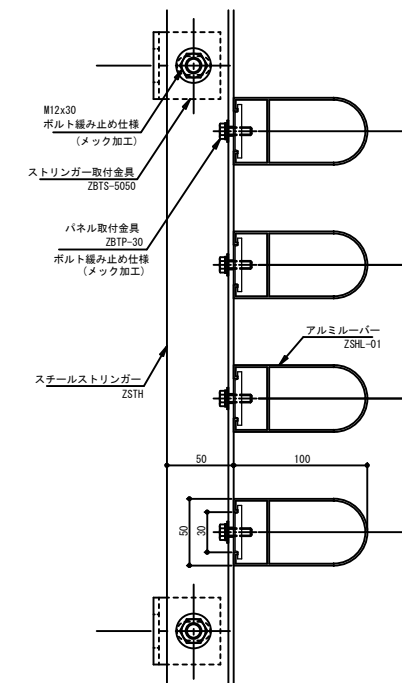 M12x30
ボルト緩み止め仕様
(メック加工)
ストリンガー取付金具
ZBTS-5050
パネル取付金具
ZBTP-30
ボルト緩み止め仕様
(メック加工)
アルミルーバー
ZSHL-01
スチールストリンガー
ZSTH
50
100
50
30